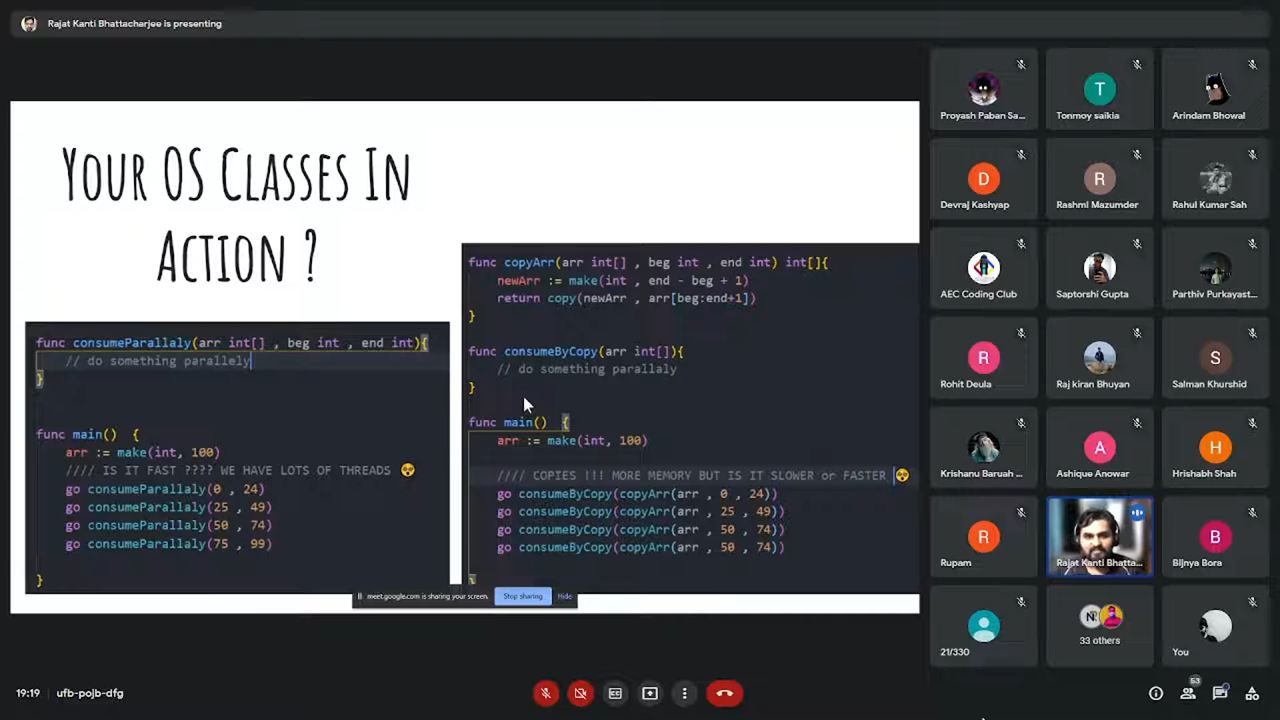 Rajat Kanti Bhattacharjee is presenting
YOUR OS CLASSES IN
ACTION ?
func consumeParallaly(arr int[] , beg int , end int){
// do something parallely
}
func main() {
arr := make(int, 100)
//// IS IT FAST ???? WE HAVE LOTS OF THREADS ☢️
go consumeParallaly(0 , 24)
go consumeParallaly(25 , 49)
go consumeParallaly(50 , 74)
go consumeParallaly(75 , 99)
}
func copyArr(arr int[] , beg int , end int) int[]{
newArr := make(int , end - beg + 1)
return copy(newArr , arr[beg:end+1])
}
func consumeByCopy(arr int[]){
// do something parallaly
}
func main() {
arr := make(int, 100)
//// COPIES !!! MORE MEMORY BUT IS IT SLOWER or FASTER ☢️
go consumeByCopy(copyArr(arr , 0 , 24))
go consumeByCopy(copyArr(arr , 25 , 49))
go consumeByCopy(copyArr(arr , 50 , 74))
go consumeByCopy(copyArr(arr , 50 , 74))
}
meet.google.com is sharing your screen.
Stop sharing
Hide
Proyash Paban Sa...
T
Tonmoy saikia
Arindam Bhowal
D
Devraj Kashyap
R
Rashmi Mazumder
Rahul Kumar Sah
AEC Coding Club
Saptorshi Gupta
Parthiv Purkayast...
R
Rohit Deula
Raj kiran Bhuyan
S
Salman Khurshid
Krishanu Baruah ...
A
Ashique Anowar
H
Hrishabh Shah
R
Rupam
Rajat Kanti Bhatta...
B
Bijnya Bora
21/330
N
33 others
You
19:19
ufb-pojb-dfg
53